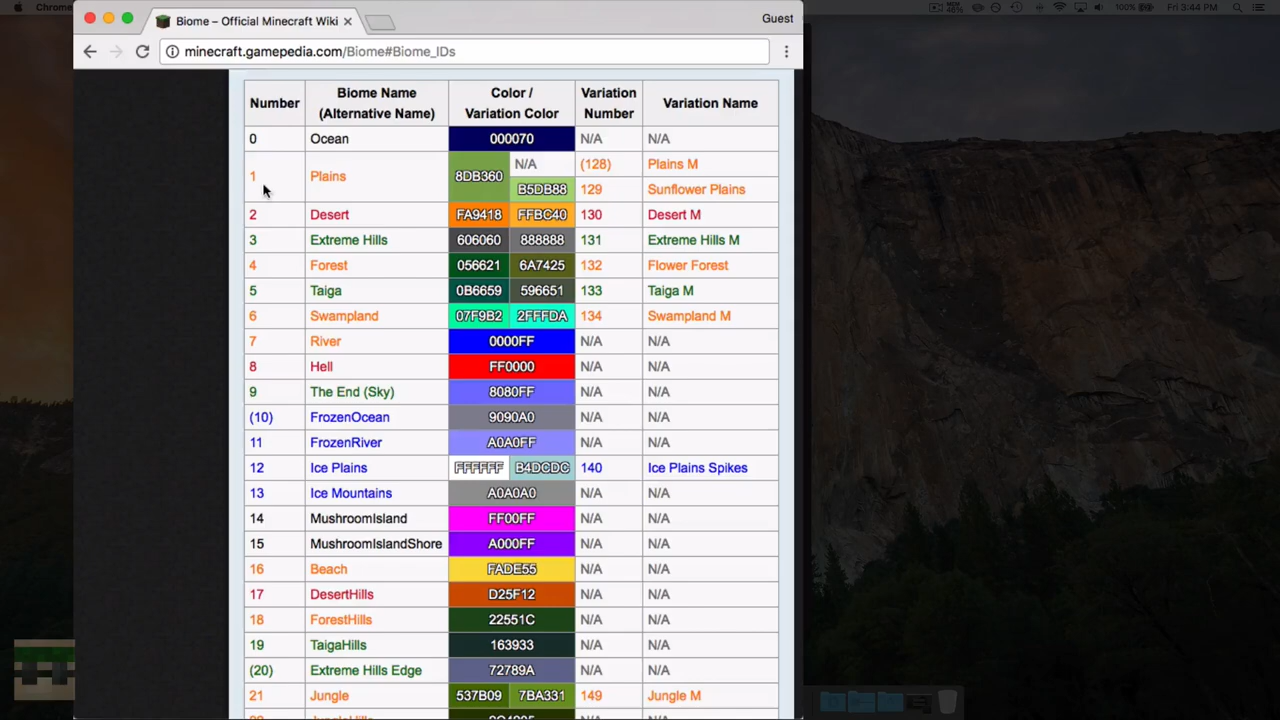 Chrome
100%
Fri 3:44 PM
Biome – Official Minecraft Wiki
Guest
minecraft.gamepedia.com/Biome#Biome_IDs
Number Biome Name (Alternative Name) Color / Variation Color Variation Number Variation Name
0 Ocean 000070 N/A N/A
1 Plains 8DB360 N/A (128) Plains M
B5DB88 129 Sunflower Plains
2 Desert FA9418 FFBC40 130 Desert M
3 Extreme Hills 606060 888888 131 Extreme Hills M
4 Forest 056621 6A7425 132 Flower Forest
5 Taiga 0B6659 596651 133 Taiga M
6 Swampland 07F9B2 2FFFDA 134 Swampland M
7 River 0000FF N/A N/A
8 Hell FF0000 N/A N/A
9 The End (Sky) 8080FF N/A N/A
(10) FrozenOcean 9090A0 N/A N/A
11 FrozenRiver A0A0FF N/A N/A
12 Ice Plains FFFFFF B4DCDC 140 Ice Plains Spikes
13 Ice Mountains A0A0A0 N/A N/A
14 MushroomIsland FF00FF N/A N/A
15 MushroomIslandShore A000FF N/A N/A
16 Beach FADE55 N/A N/A
17 DesertHills D25F12 N/A N/A
18 ForestHills 22551C N/A N/A
19 TaigaHills 163933 N/A N/A
(20) Extreme Hills Edge 72789A N/A N/A
21 Jungle 537B09 7BA331 149 Jungle M